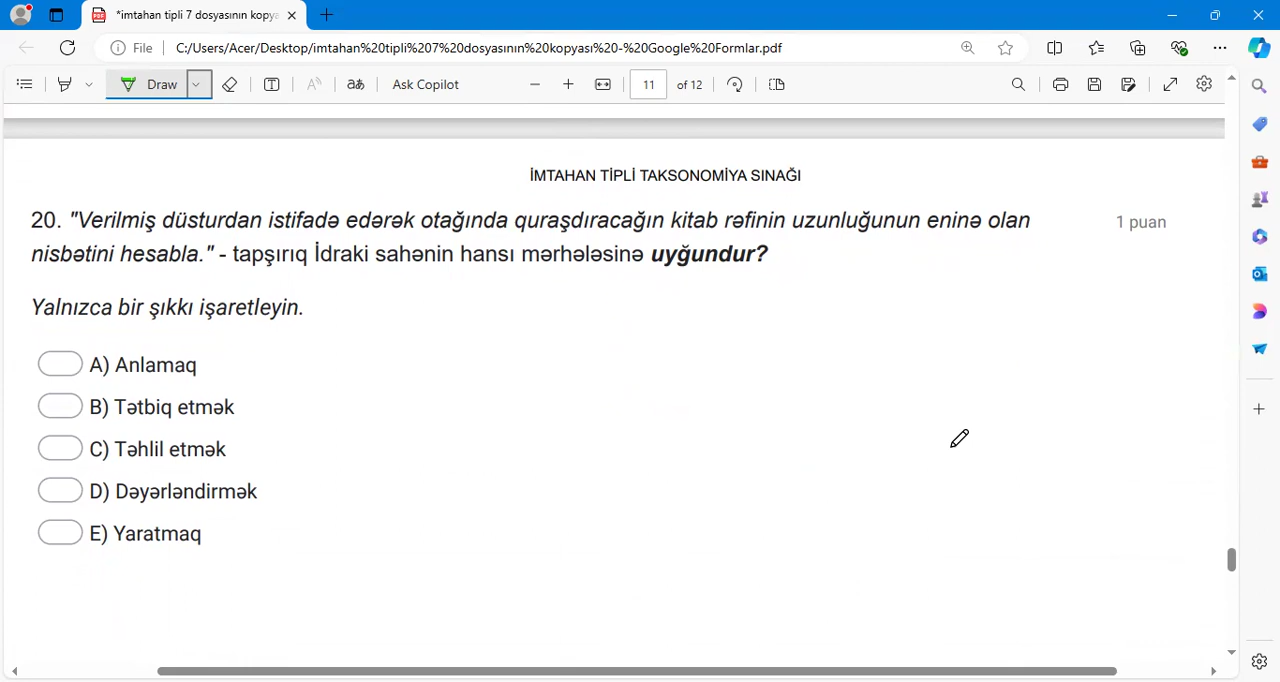 *imtahan tipli 7 dosyasının kopya
File
C:/Users/Acer/Desktop/imtahan%20tipli%207%20dosyasının%20kopyası%20-%20Google%20Formlar.pdf
Draw
aあ
Ask Copilot
11 of 12
İMTAHAN TİPLİ TAKSONOMİYA SINAĞI
20. "Verilmiş düsturdan istifadə edərək otağında quraşdıracağın kitab rəfinin uzunluğunun eninə olan
1 puan
nisbətini hesabla." - tapşırıq İdraki sahənin hansı mərhələsinə uyğundur?
Yalnızca bir şıkkı işaretleyin.
A) Anlamaq
B) Tətbiq etmək
C) Təhlil etmək
D) Dəyərləndirmək
E) Yaratmaq